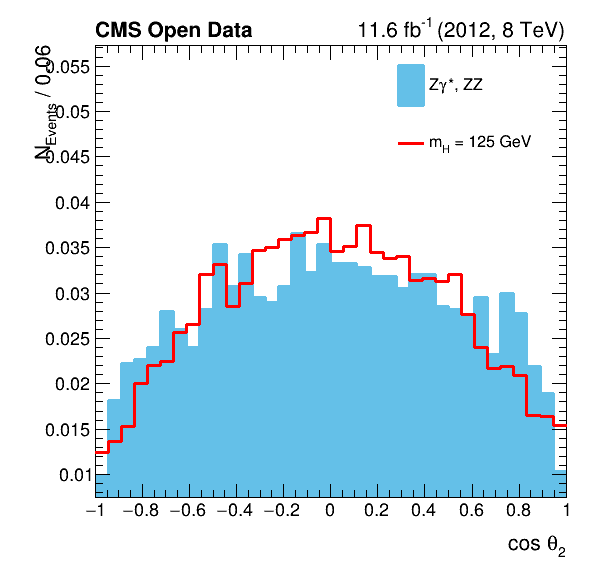 CMS Open Data 11.6 fb⁻¹ (2012, 8 TeV)
N_Events / 0.06
Zγ*, ZZ
m_H = 125 GeV
0.055
0.05
0.045
0.04
0.035
0.03
0.025
0.02
0.015
0.01
−1 −0.8 −0.6 −0.4 −0.2 0 0.2 0.4 0.6 0.8 1
cos θ₂